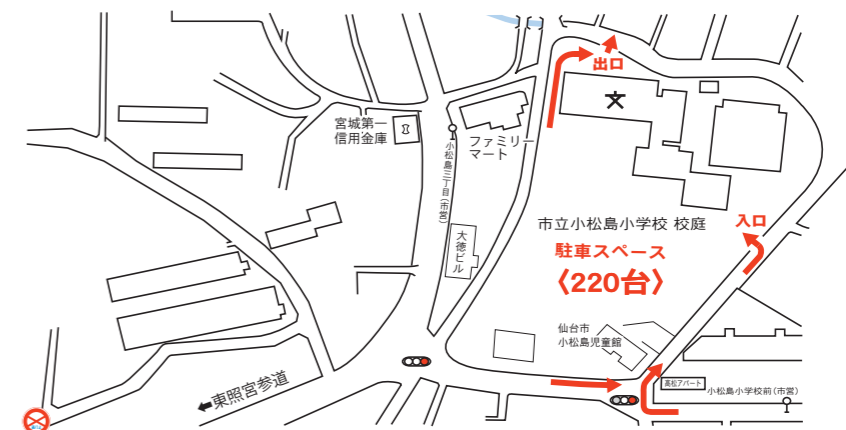 出口
文
宮城第一
信用金庫
ファミリー
マート
小松島三丁目(市営)
大徳ビル
市立小松島小学校 校庭
入口
駐車スペース
〈220台〉
仙台市
小松島児童館
高松アパート
小松島小学校前(市営)
←東照宮参道